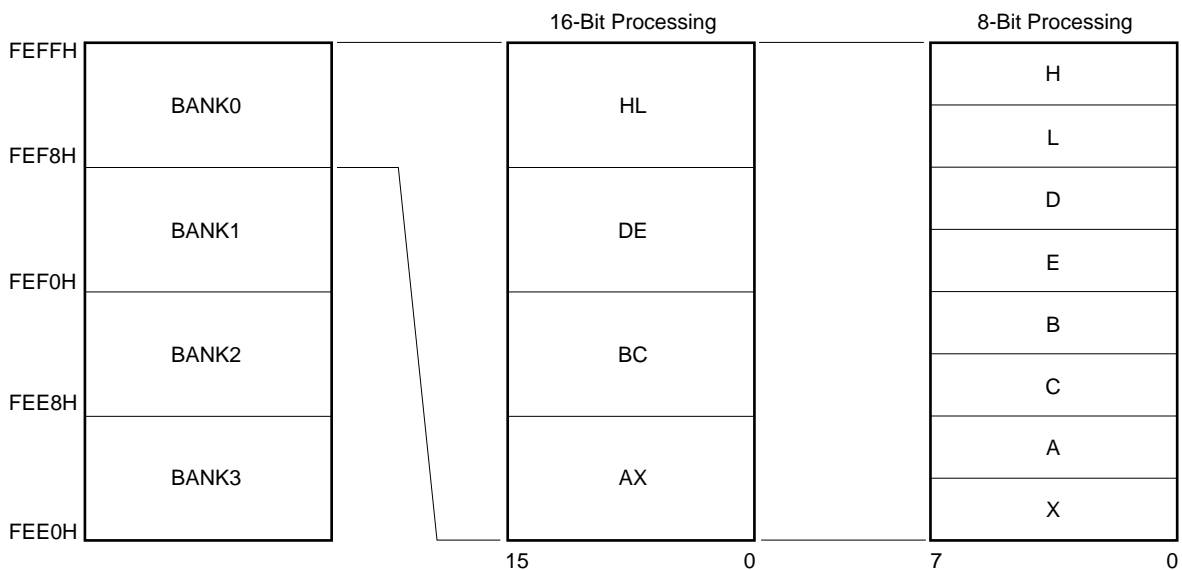 16-Bit Processing
8-Bit Processing
FEFFH
BANK0
FEF8H
BANK1
FEF0H
BANK2
FEE8H
BANK3
FEE0H
HL
DE
BC
AX
15 0
H
L
D
E
B
C
A
X
7 0